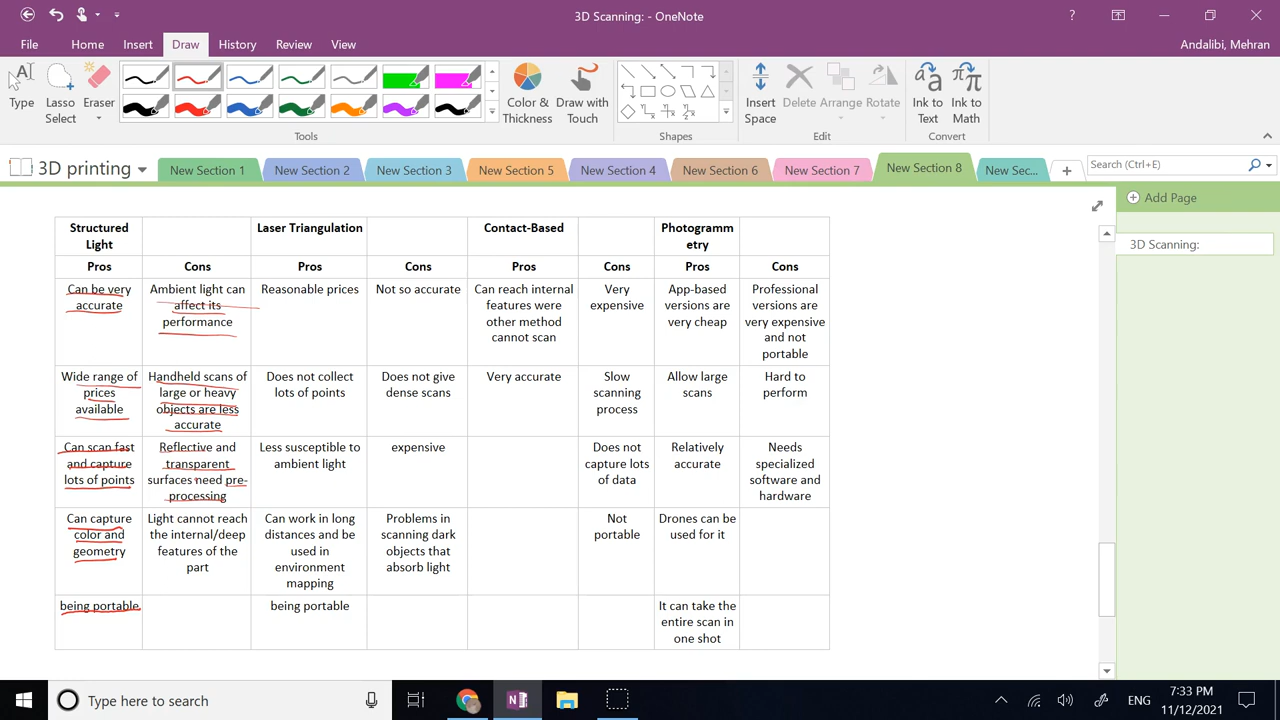 3D Scanning: - OneNote
?
File
Home
Insert
Draw
History
Review
View
Andalibi, Mehran
Type
Lasso
Select
Eraser
Color &
Thickness
Draw with
Touch
Insert
Space
Delete
Arrange
Rotate
Ink to
Text
Ink to
Math
Tools
Shapes
Edit
Convert
3D printing
New Section 1
New Section 2
New Section 3
New Section 4
New Section 5
New Section 6
New Section 7
New Section 8
New Sec...
Search (Ctrl+E)
Add Page
3D Scanning:
Structured
Light
Laser Triangulation
Contact-Based
Photogramm
etry
Pros
Cons
Pros
Cons
Pros
Cons
Pros
Cons
Can be very
accurate
Ambient light can
affect its
performance
Reasonable prices
Not so accurate
Can reach internal
features were
other method
cannot scan
Very
expensive
App-based
versions are
very cheap
Professional
versions are
very expensive
and not
portable
Wide range of
prices
available
Handheld scans of
large or heavy
objects are less
accurate
Does not collect
lots of points
Does not give
dense scans
Very accurate
Slow
scanning
process
Allow large
scans
Hard to
perform
Can scan fast
and capture
lots of points
Reflective and
transparent
surfaces need pre-
processing
Less susceptible to
ambient light
expensive
Does not
capture lots
of data
Relatively
accurate
Needs
specialized
software and
hardware
Can capture
color and
geometry
Light cannot reach
the internal/deep
features of the
part
Can work in long
distances and be
used in
environment
mapping
Problems in
scanning dark
objects that
absorb light
Not
portable
Drones can be
used for it
being portable
being portable
It can take the
entire scan in
one shot
Type here to search
ENG
7:33 PM
11/12/2021